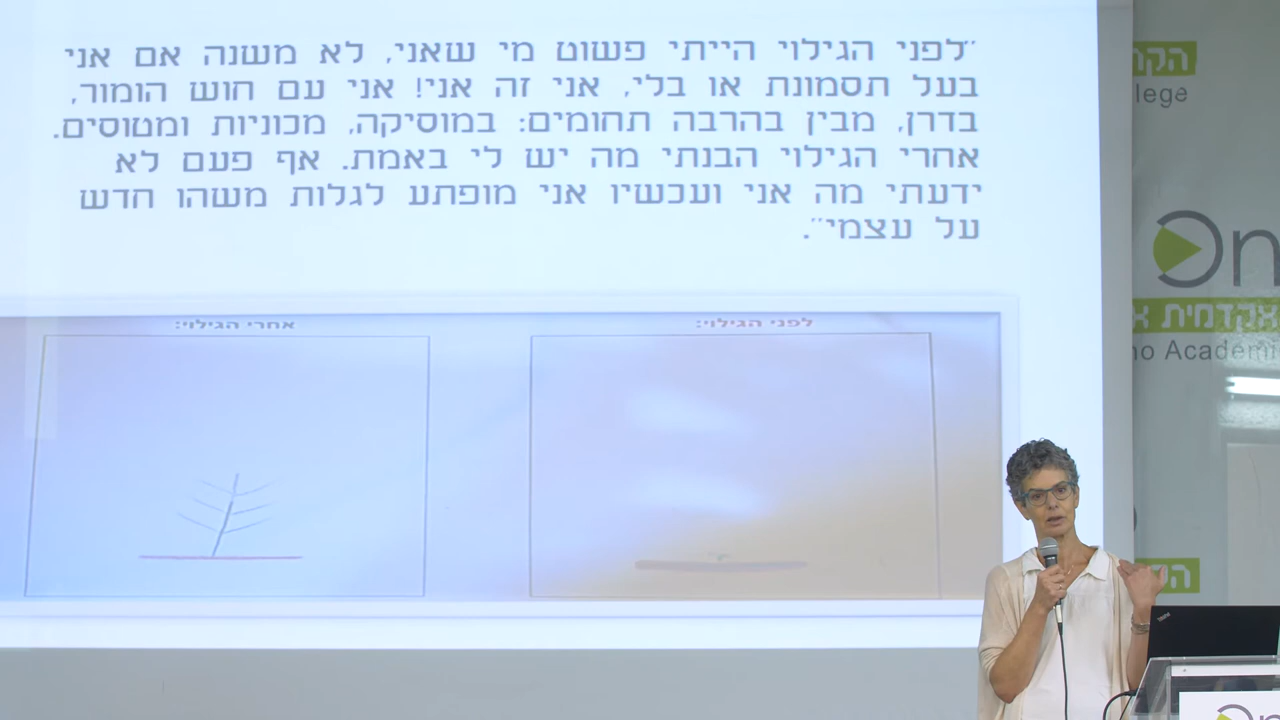 "לפני הגילוי הייתי פשוט מי שאני, לא משנה אם אני
בעל תסמונת או בלי, אני זה אני! אני עם חוש הומור,
בדרן, מבין בהרבה תחומים: במוסיקה, מכוניות ומטוסים.
אחרי הגילוי הבנתי מה יש לי באמת. אף פעם לא
ידעתי מה אני ועכשיו אני מופתע לגלות משהו חדש
על עצמי".
לפני הגילוי:
אחרי הגילוי:
הקר
lege
On
אקדמית א
no Academi
הק
On